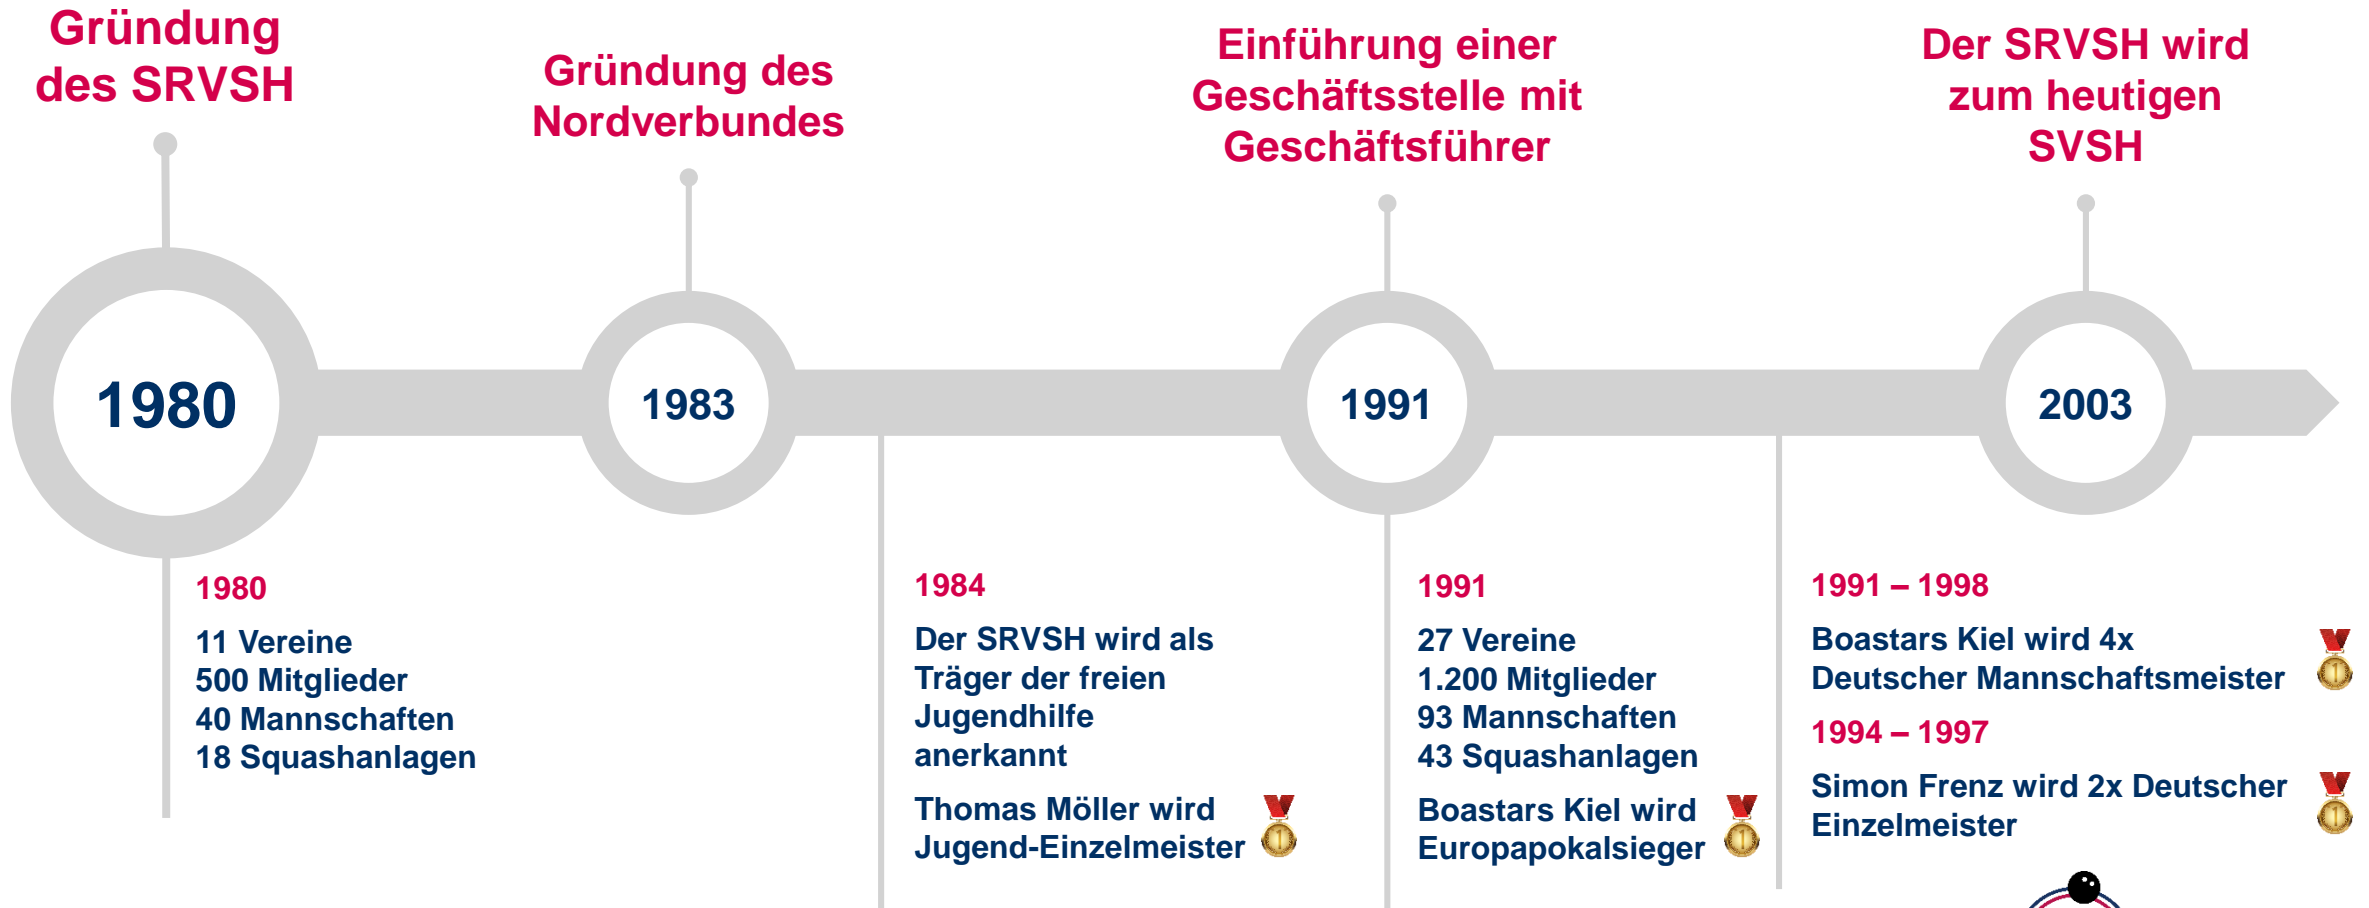 Gründung
des SRVSH
Gründung des
Nordverbundes
Einführung einer
Geschäftsstelle mit
Geschäftsführer
Der SRVSH wird
zum heutigen
SVSH
1980
1983
1991
2003
1980
11 Vereine
500 Mitglieder
40 Mannschaften
18 Squashanlagen
1984
Der SRVSH wird als
Träger der freien
Jugendhilfe
anerkannt
Thomas Möller wird
Jugend-Einzelmeister
1991
27 Vereine
1.200 Mitglieder
93 Mannschaften
43 Squashanlagen
Boastars Kiel wird
Europapokalsieger
1991 – 1998
Boastars Kiel wird 4x
Deutscher Mannschaftsmeister
1994 – 1997
Simon Frenz wird 2x Deutscher
Einzelmeister